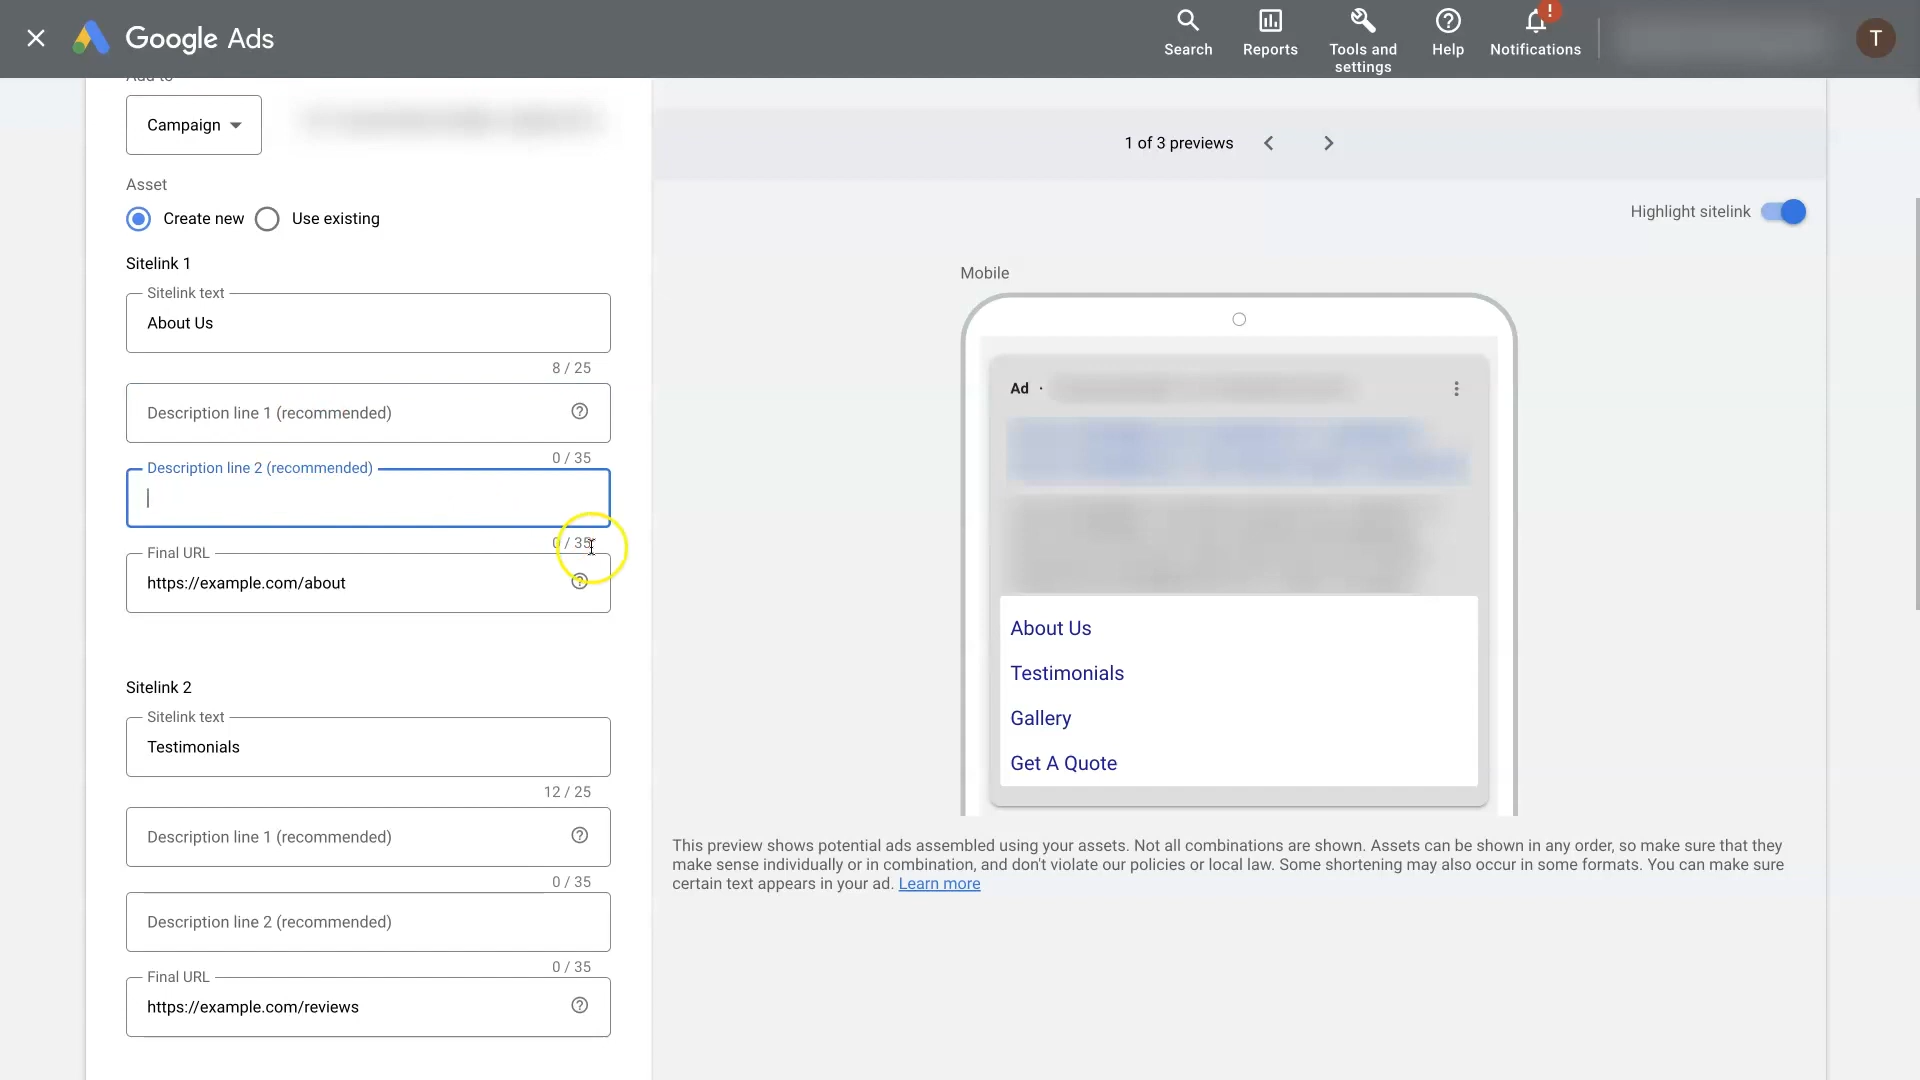 Google Ads
Search
Reports
Tools and
settings
Help
!
Notifications
T
Add to
Campaign
Asset
Create new
Use existing
Sitelink 1
Sitelink text
About Us
8 / 25
Description line 1 (recommended)
0 / 35
Description line 2 (recommended)
0 / 35
Final URL
https://example.com/about
Sitelink 2
Sitelink text
Testimonials
12 / 25
Description line 1 (recommended)
0 / 35
Description line 2 (recommended)
0 / 35
Final URL
https://example.com/reviews
1 of 3 previews
Highlight sitelink
Mobile
Ad ·
About Us
Testimonials
Gallery
Get A Quote
This preview shows potential ads assembled using your assets. Not all combinations are shown. Assets can be shown in any order, so make sure that they
make sense individually or in combination, and don't violate our policies or local law. Some shortening may also occur in some formats. You can make sure
certain text appears in your ad. Learn more